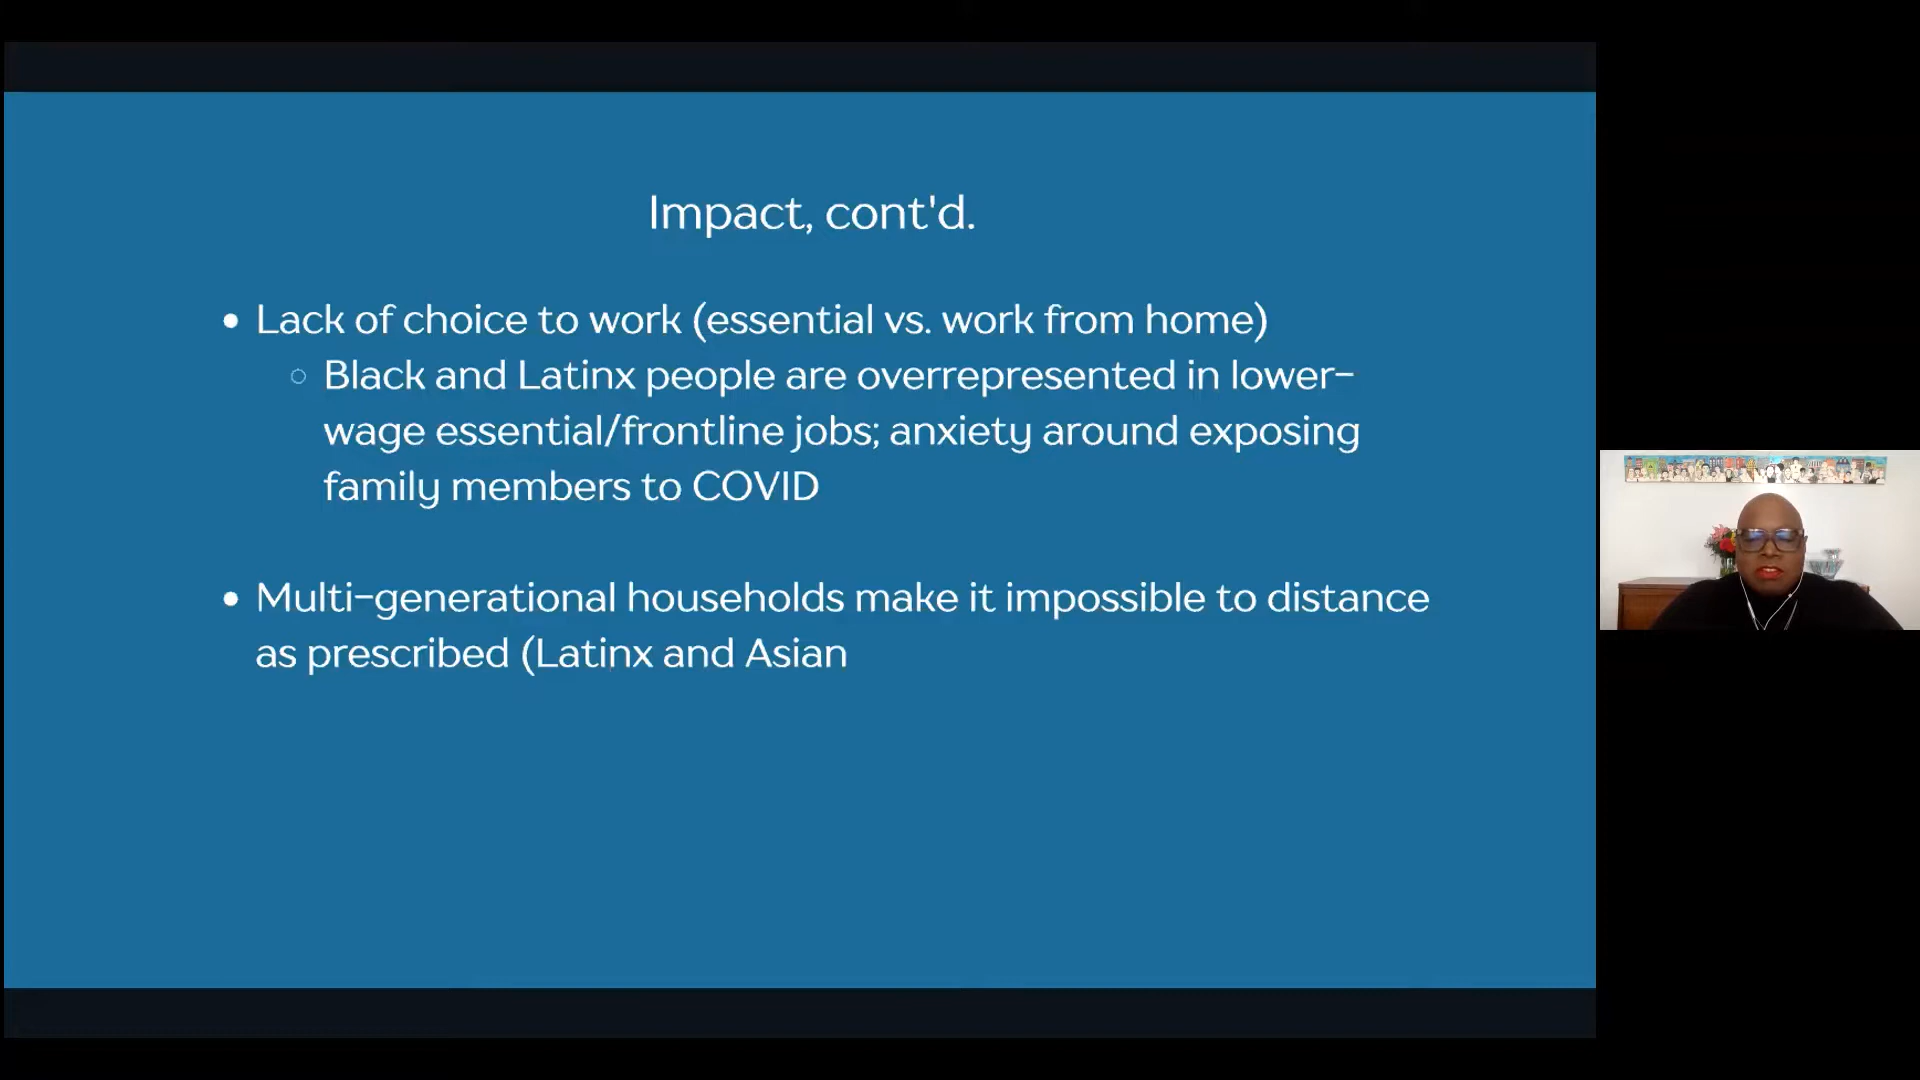 Impact, cont'd.
• Lack of choice to work (essential vs. work from home)
○ Black and Latinx people are overrepresented in lower-
wage essential/frontline jobs; anxiety around exposing
family members to COVID
• Multi-generational households make it impossible to distance
as prescribed (Latinx and Asian